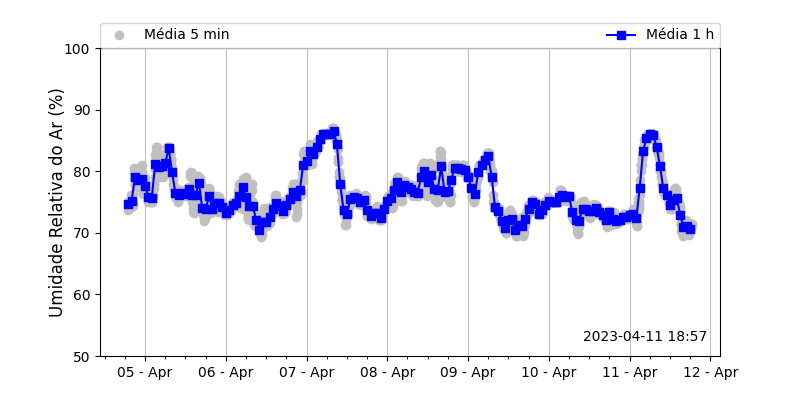 Média 5 min
Média 1 h
Umidade Relativa do Ar (%)
100
90
80
70
60
50
2023-04-11 18:57
05 - Apr
06 - Apr
07 - Apr
08 - Apr
09 - Apr
10 - Apr
11 - Apr
12 - Apr